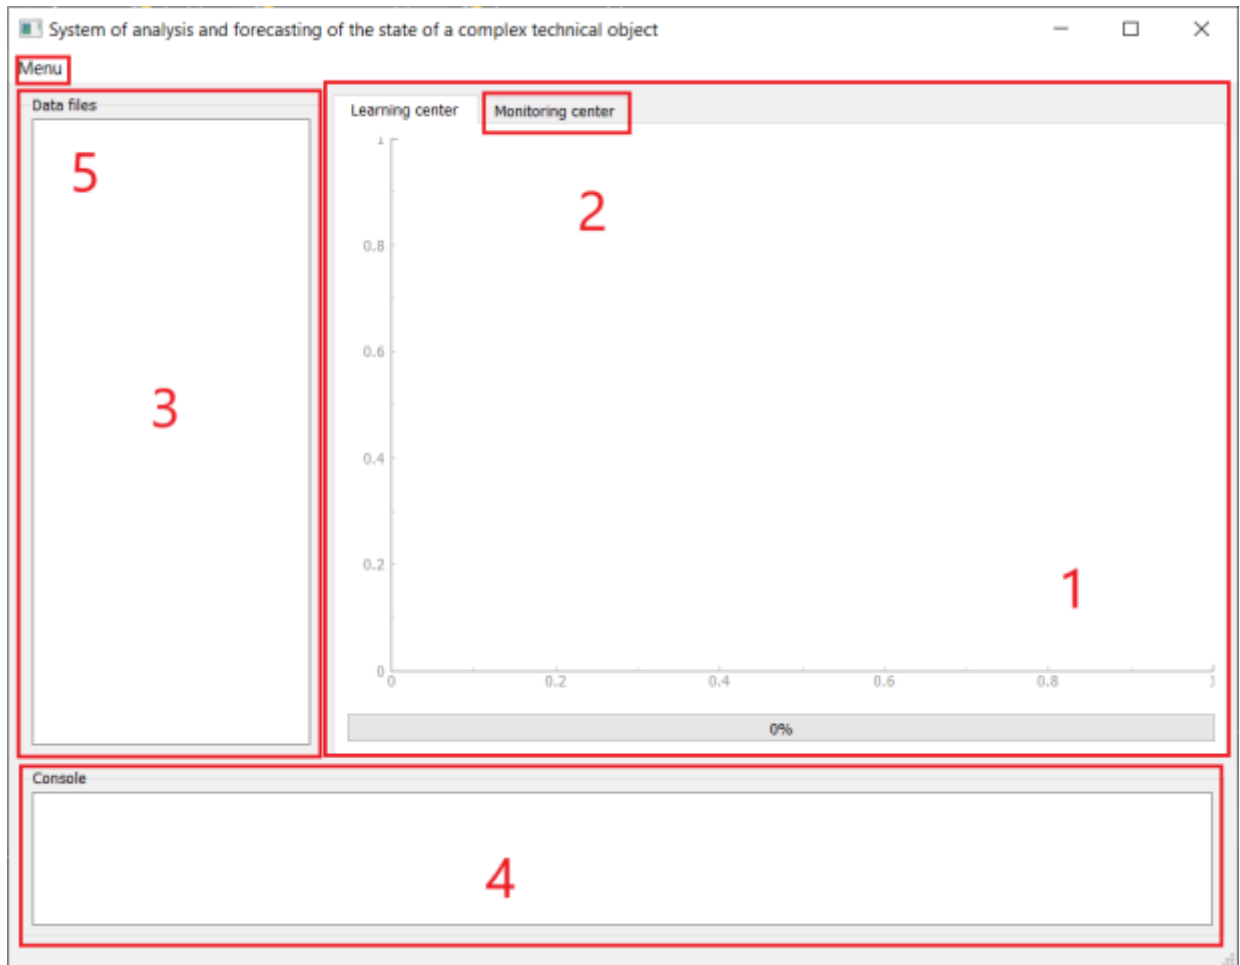 System of analysis and forecasting of the state of a complex technical object
Menu
Data files
Learning center
Monitoring center
5
2
3
1
4
1
0.8
0.6
0.4
0.2
0
0 0.2 0.4 0.6 0.8 1
0%
Console